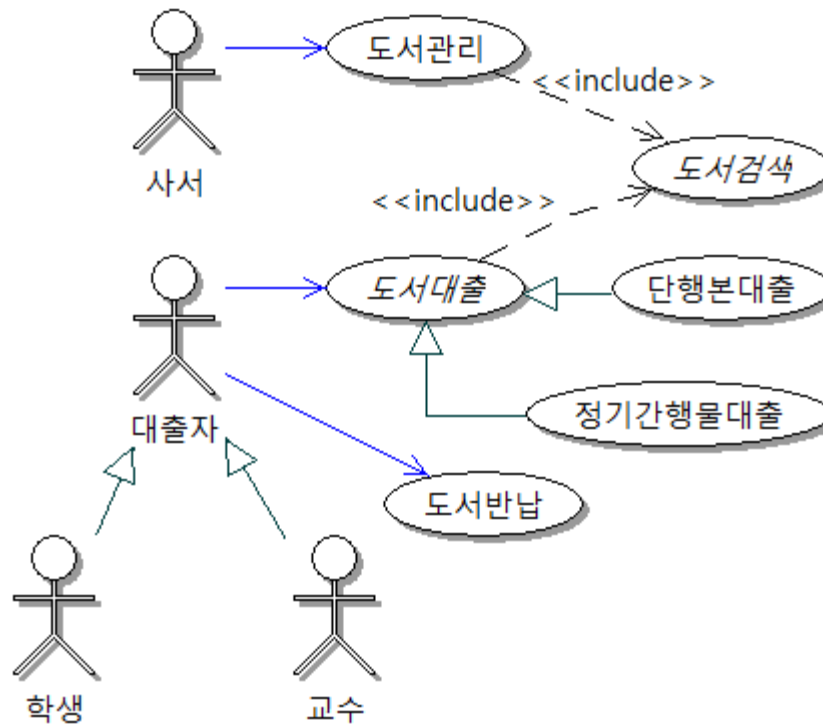 도서관리
<<include>>
도서검색
사서
<<include>>
도서대출
단행본대출
정기간행물대출
대출자
도서반납
학생
교수